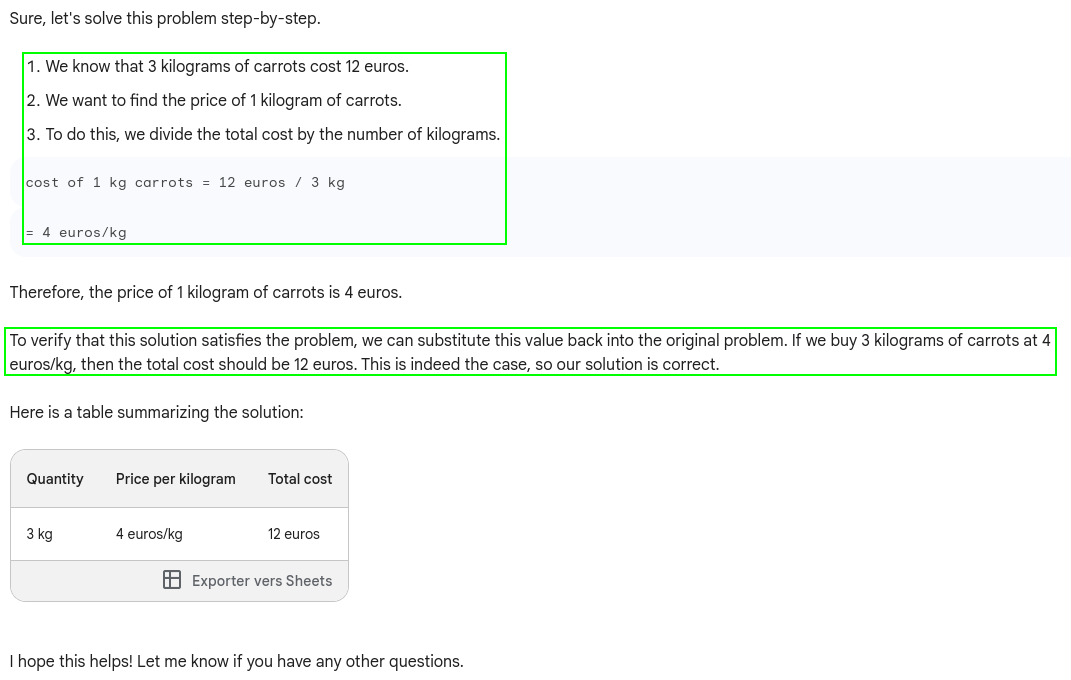 Sure, let's solve this problem step-by-step.
1. We know that 3 kilograms of carrots cost 12 euros.
2. We want to find the price of 1 kilogram of carrots.
3. To do this, we divide the total cost by the number of kilograms.
cost of 1 kg carrots = 12 euros / 3 kg
= 4 euros/kg
Therefore, the price of 1 kilogram of carrots is 4 euros.
To verify that this solution satisfies the problem, we can substitute this value back into the original problem. If we buy 3 kilograms of carrots at 4
euros/kg, then the total cost should be 12 euros. This is indeed the case, so our solution is correct.
Here is a table summarizing the solution:
Quantity Price per kilogram Total cost
3 kg 4 euros/kg 12 euros
Exporter vers Sheets
I hope this helps! Let me know if you have any other questions.